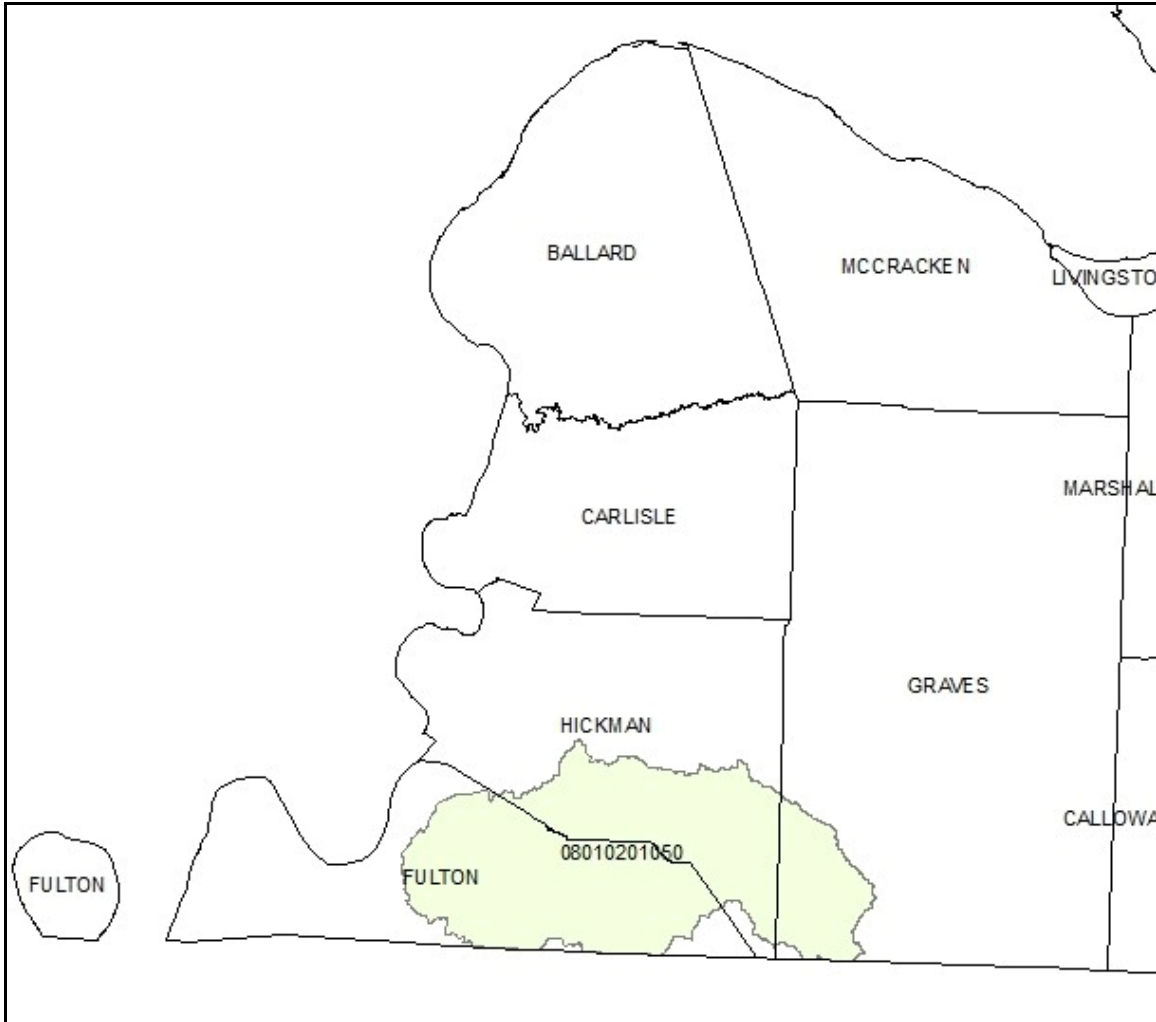 BALLARD
MCCRACKEN
LIVINGSTO
CARLISLE
MARSHAL
GRAVES
HICKMAN
CALLOWA
08010201050
FULTON
FULTON